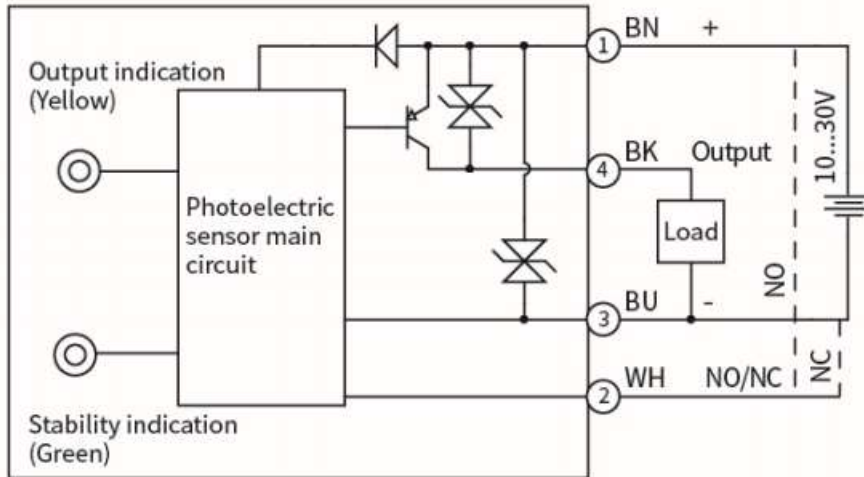 Output indication
(Yellow)
Photoelectric
sensor main
circuit
Stability indication
(Green)
1 BN +
4 BK Output
Load
3 BU -
2 WH NO/NC
NO
NC
10...30V